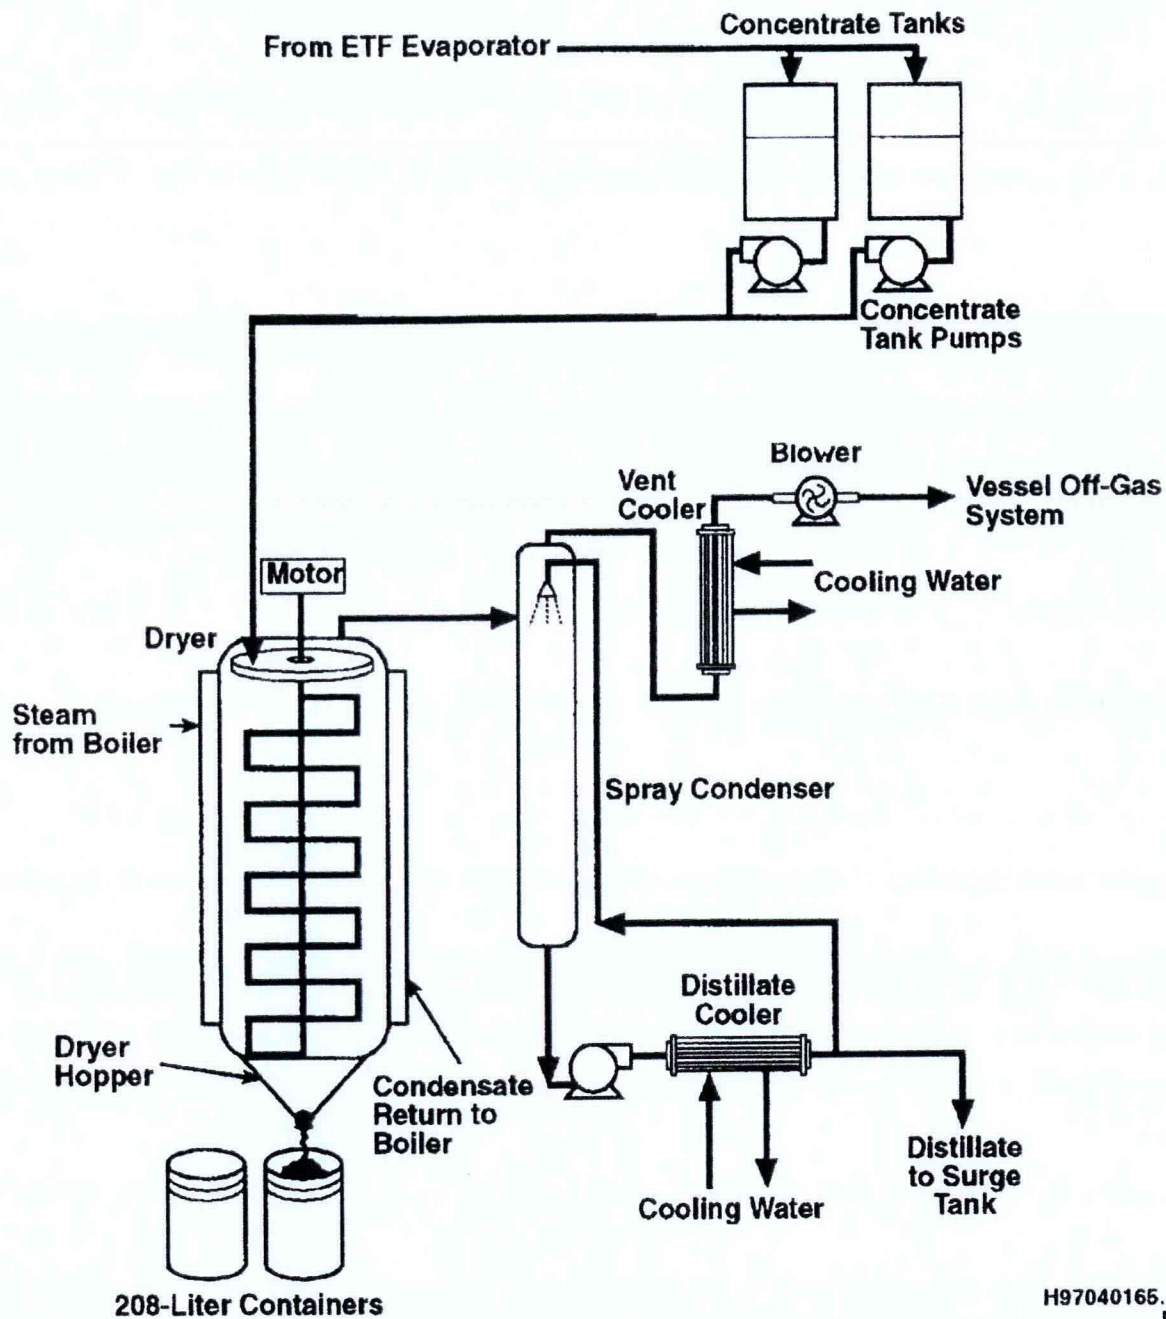 Concentrate Tanks
From ETF Evaporator
Concentrate
Tank Pumps
Blower
Vent
Cooler
Vessel Off-Gas
System
Cooling Water
Motor
Dryer
Steam
from Boiler
Spray Condenser
Distillate
Cooler
Dryer
Hopper
Condensate
Return to
Boiler
Distillate
to Surge
Tank
Cooling Water
208-Liter Containers
H97040165.